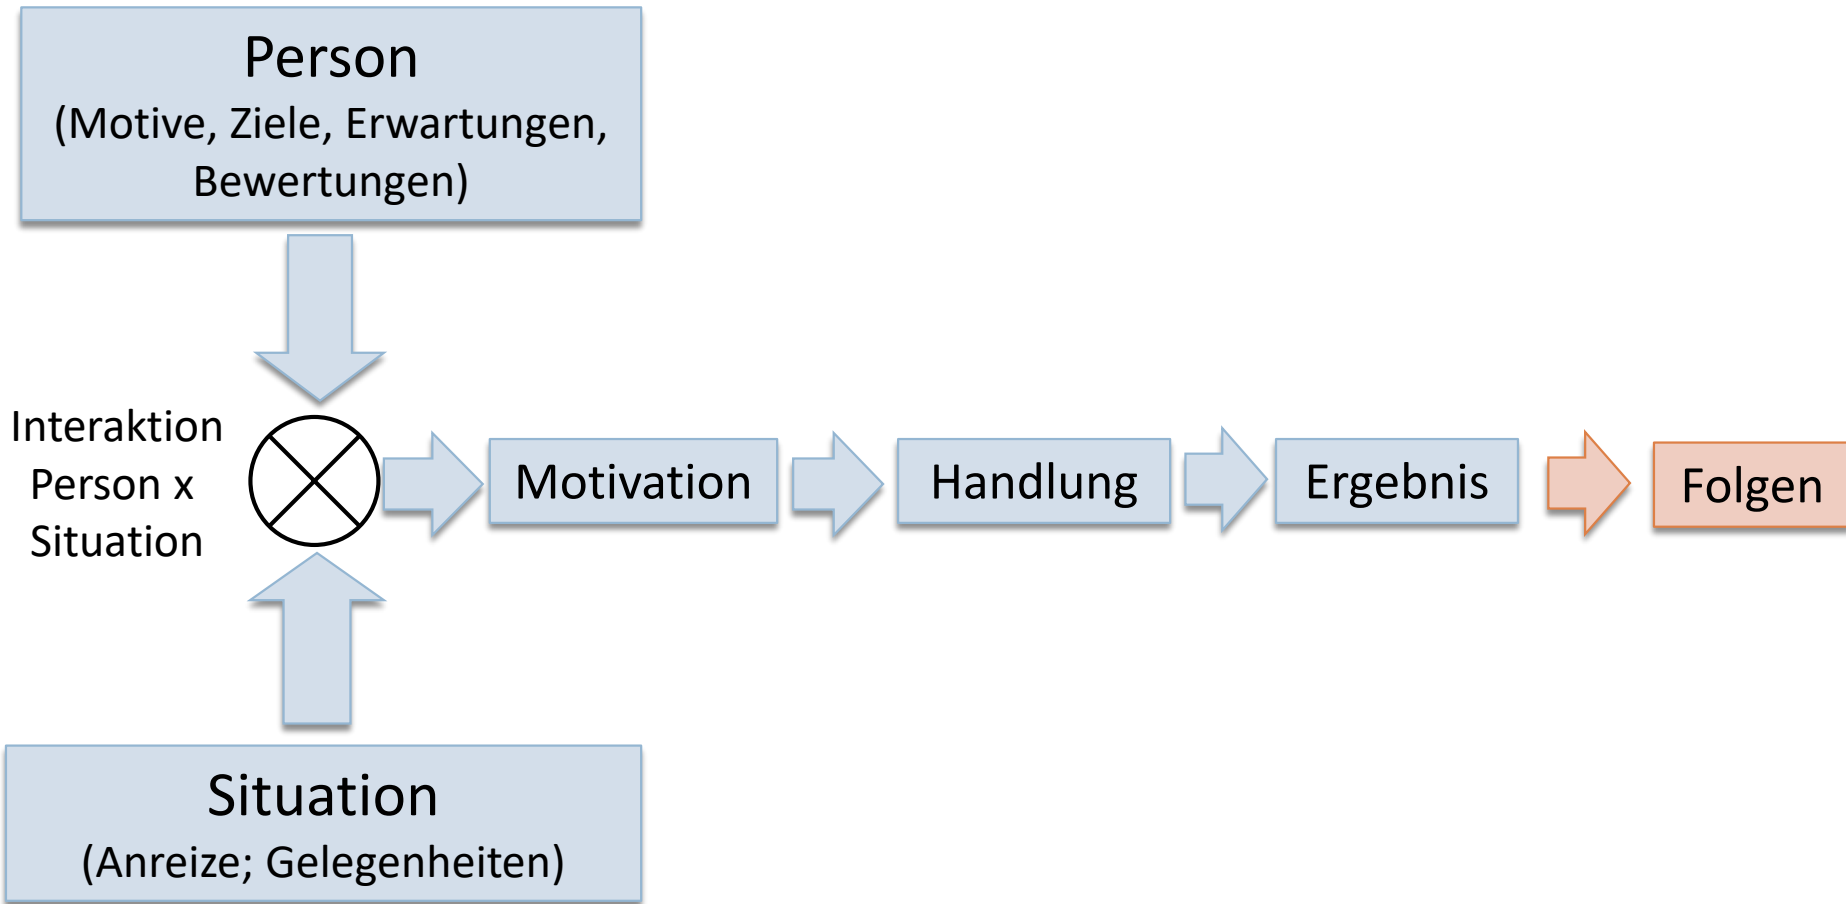 Person
(Motive, Ziele, Erwartungen,
Bewertungen)
Interaktion
Person x
Situation
Motivation
Handlung
Ergebnis
Folgen
Situation
(Anreize; Gelegenheiten)